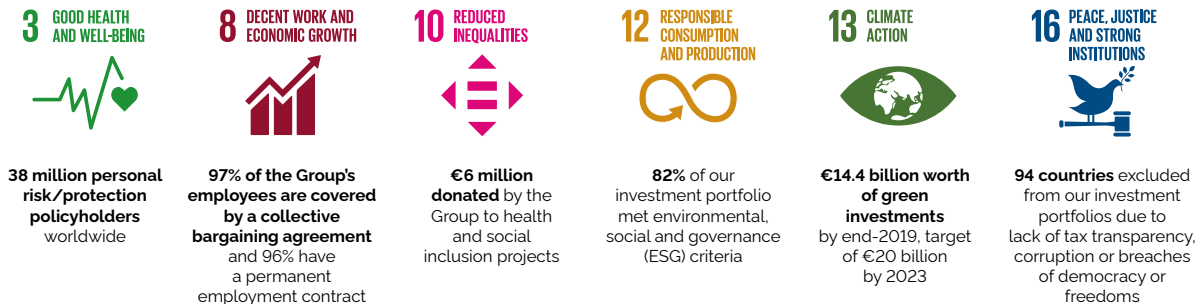 3 GOOD HEALTH
AND WELL-BEING
38 million personal
risk/protection
policyholders
worldwide
8 DECENT WORK AND
ECONOMIC GROWTH
97% of the Group's
employees are covered
by a collective
bargaining agreement
and 96% have
a permanent
employment contract
10 REDUCED
INEQUALITIES
€6 million
donated by the
Group to health
and social
inclusion projects
12 RESPONSIBLE
CONSUMPTION
AND PRODUCTION
82% of our
investment portfolio
met environmental,
social and governance
(ESG) criteria
13 CLIMATE
ACTION
€14.4 billion worth
of green
investments
by end-2019, target
of €20 billion
by 2023
16 PEACE, JUSTICE
AND STRONG
INSTITUTIONS
94 countries excluded
from our investment
portfolios due to
lack of tax transparency,
corruption or breaches
of democracy or
freedoms